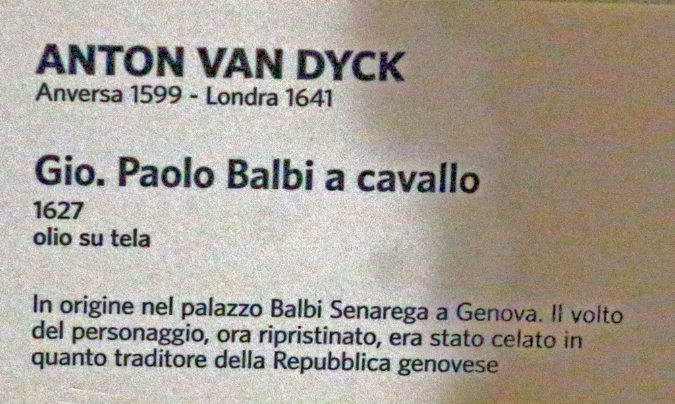 ANTON VAN DYCK
Anversa 1599 - Londra 1641
Gio. Paolo Balbi a cavallo
1627
olio su tela
In origine nel palazzo Balbi Senarega a Genova. Il volto
del personaggio, ora ripristinato, era stato celato in
quanto traditore della Repubblica genovese